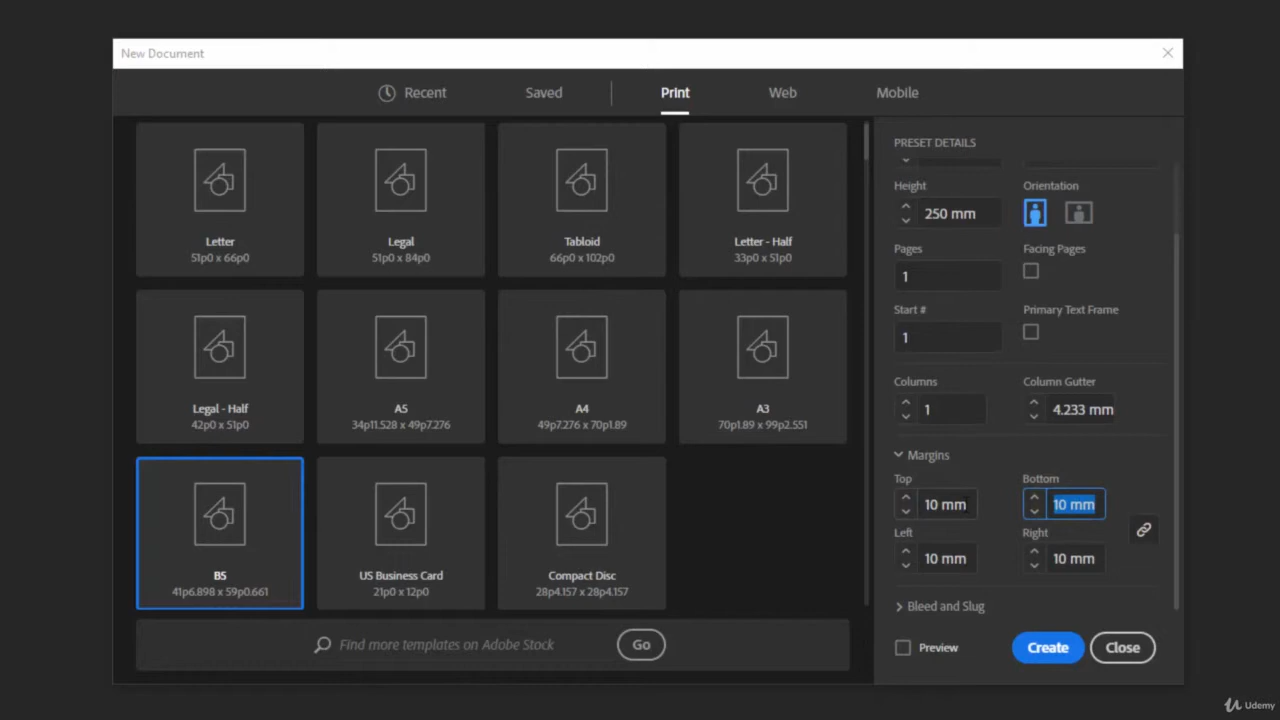 New Document
Recent
Saved
Print
Web
Mobile
Letter
51p0 x 66p0
Legal
51p0 x 84p0
Tabloid
66p0 x 102p0
Letter - Half
33p0 x 51p0
Legal - Half
42p0 x 51p0
A5
34p11.528 x 49p7.276
A4
49p7.276 x 70p1.89
A3
70p1.89 x 99p2.551
B5
41p6.898 x 59p0.661
US Business Card
21p0 x 12p0
Compact Disc
28p4.157 x 28p4.157
Find more templates on Adobe Stock
Go
PRESET DETAILS
Height
Orientation
250 mm
Pages
Facing Pages
1
Start #
Primary Text Frame
1
Columns
Column Gutter
1
4.233 mm
Margins
Top
Bottom
10 mm
10 mm
Left
Right
10 mm
10 mm
Bleed and Slug
Preview
Create
Close
Udemy